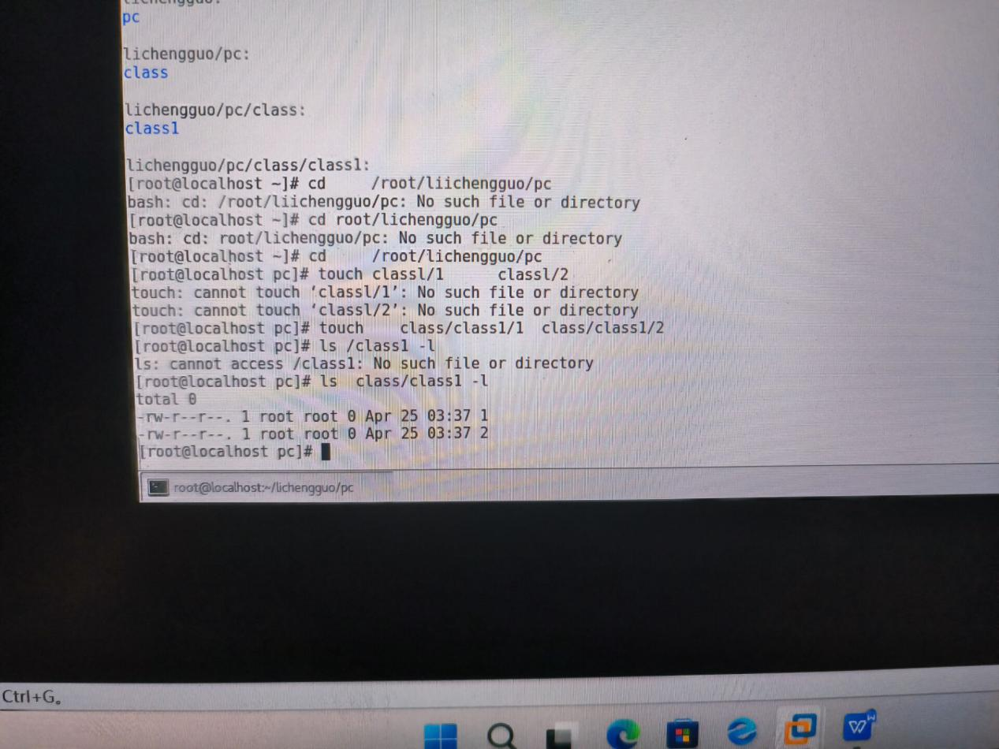 lichengguo:
pc
lichengguo/pc:
class
lichengguo/pc/class:
class1
lichengguo/pc/class/class1:
[root@localhost ~]# cd     /root/liichengguo/pc
bash: cd: /root/liichengguo/pc: No such file or directory
[root@localhost ~]# cd root/lichengguo/pc
bash: cd: root/lichengguo/pc: No such file or directory
[root@localhost ~]# cd     /root/lichengguo/pc
[root@localhost pc]# touch classl/1      classl/2
touch: cannot touch ‘classl/1’: No such file or directory
touch: cannot touch ‘classl/2’: No such file or directory
[root@localhost pc]# touch    class/class1/1  class/class1/2
[root@localhost pc]# ls /class1 -l
ls: cannot access /class1: No such file or directory
[root@localhost pc]# ls  class/class1 -l
total 0
-rw-r--r--. 1 root root 0 Apr 25 03:37 1
-rw-r--r--. 1 root root 0 Apr 25 03:37 2
[root@localhost pc]#
root@localhost:~/lichengguo/pc
Ctrl+G。